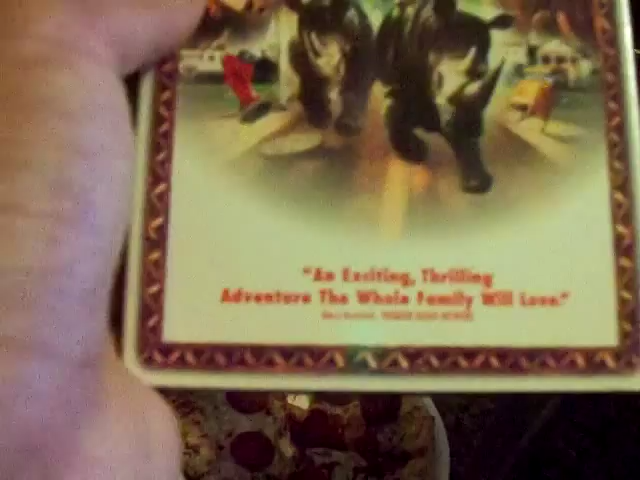 "An Exciting, Thrilling
Adventure The Whole Family Will Love."